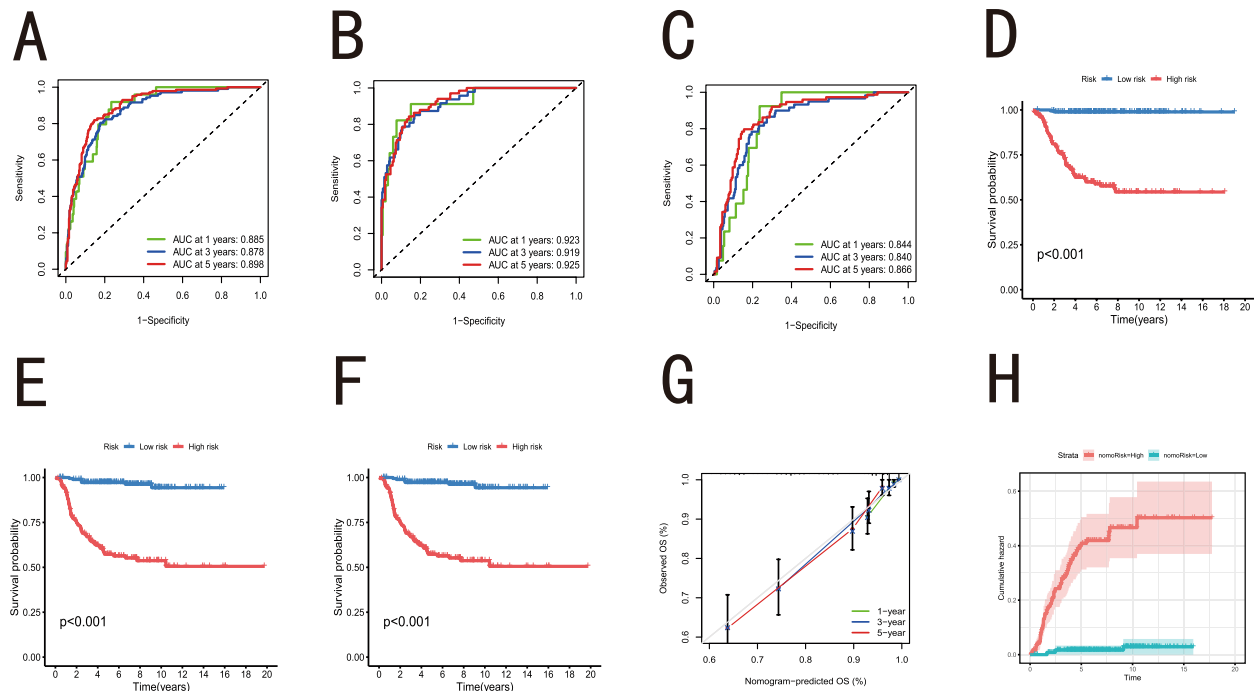 A
B
C
D
Sensitivity
0.0
0.2
0.4
0.6
0.8
1.0
AUC at 1 years: 0.885
AUC at 3 years: 0.878
AUC at 5 years: 0.898
0.0 0.2 0.4 0.6 0.8 1.0
1−Specificity
Sensitivity
0.0
0.2
0.4
0.6
0.8
1.0
AUC at 1 years: 0.923
AUC at 3 years: 0.919
AUC at 5 years: 0.925
0.0 0.2 0.4 0.6 0.8 1.0
1−Specificity
Sensitivity
0.0
0.2
0.4
0.6
0.8
1.0
AUC at 1 years: 0.844
AUC at 3 years: 0.840
AUC at 5 years: 0.866
0.0 0.2 0.4 0.6 0.8 1.0
1−Specificity
Risk Low risk High risk
Survival probability
1.00
0.75
0.50
0.25
0.00
p<0.001
0 2 4 6 8 10 12 14 16 18 20
Time(years)
E
F
G
H
Risk Low risk High risk
Survival probability
1.00
0.75
0.50
0.25
0.00
p<0.001
0 2 4 6 8 10 12 14 16 18 20
Time(years)
Risk Low risk High risk
Survival probability
1.00
0.75
0.50
0.25
0.00
p<0.001
0 2 4 6 8 10 12 14 16 18 20
Time(years)
Observed OS (%)
1.0
0.9
0.8
0.7
0.6
1−year
3−year
5−year
0.6 0.7 0.8 0.9 1.0
Nomogram−predicted OS (%)
Strata nomoRisk=High nomoRisk=Low
Cumulative hazard
0.6
0.4
0.2
0.0
0 5 10 15 20
Time